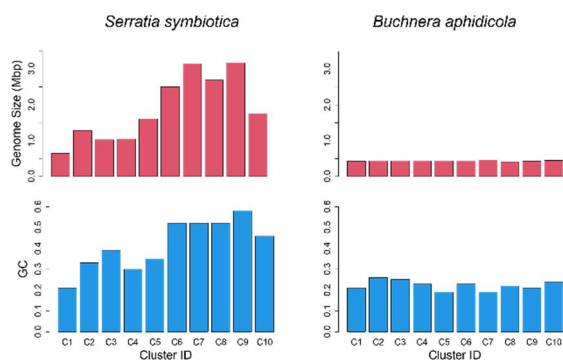 Serratia symbiotica
Buchnera aphidicola
Genome Size (Mbp)
0.0 1.0 2.0 3.0
0.0 1.0 2.0 3.0
GC
0.0 0.1 0.2 0.3 0.4 0.5 0.6
0.0 0.1 0.2 0.3 0.4 0.5 0.6
C1 C2 C3 C4 C5 C6 C7 C8 C9 C10
C1 C2 C3 C4 C5 C6 C7 C8 C9 C10
Cluster ID
Cluster ID